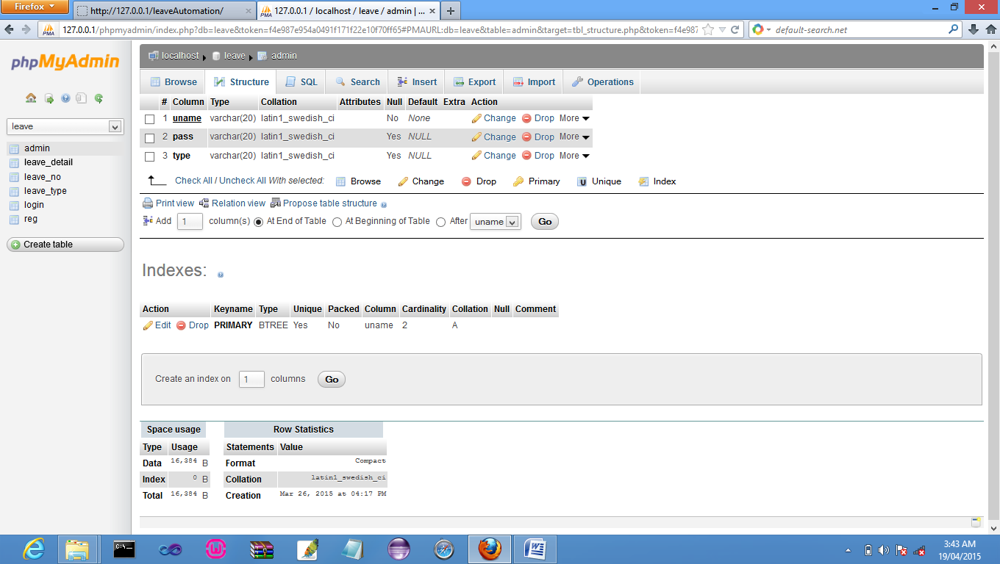 Firefox
http://127.0.0.1/leaveAutomation/
127.0.0.1 / localhost / leave / admin | ...
127.0.0.1/phpmyadmin/index.php?db=leave&token=f4e987e954a0491f171f22e10f70ff65#PMAURL:db=leave&table=admin&target=tbl_structure.php&token=f4e987
default-search.net
phpMyAdmin
leave
admin
leave_detail
leave_no
leave_type
login
reg
Create table
localhost leave admin
Browse Structure SQL Search Insert Export Import Operations
# Column Type Collation Attributes Null Default Extra Action
1 uname varchar(20) latin1_swedish_ci No None Change Drop More
2 pass varchar(20) latin1_swedish_ci Yes NULL Change Drop More
3 type varchar(20) latin1_swedish_ci Yes NULL Change Drop More
Check All / Uncheck All With selected: Browse Change Drop Primary Unique Index
Print view Relation view Propose table structure
Add 1 column(s) At End of Table At Beginning of Table After uname Go
Indexes:
Action Keyname Type Unique Packed Column Cardinality Collation Null Comment
Edit Drop PRIMARY BTREE Yes No uname 2 A
Create an index on 1 columns Go
Space usage
Type Usage
Data 16,384 B
Index 0 B
Total 16,384 B
Row Statistics
Statements Value
Format Compact
Collation latin1_swedish_ci
Creation Mar 26, 2015 at 04:17 PM
3:43 AM
19/04/2015